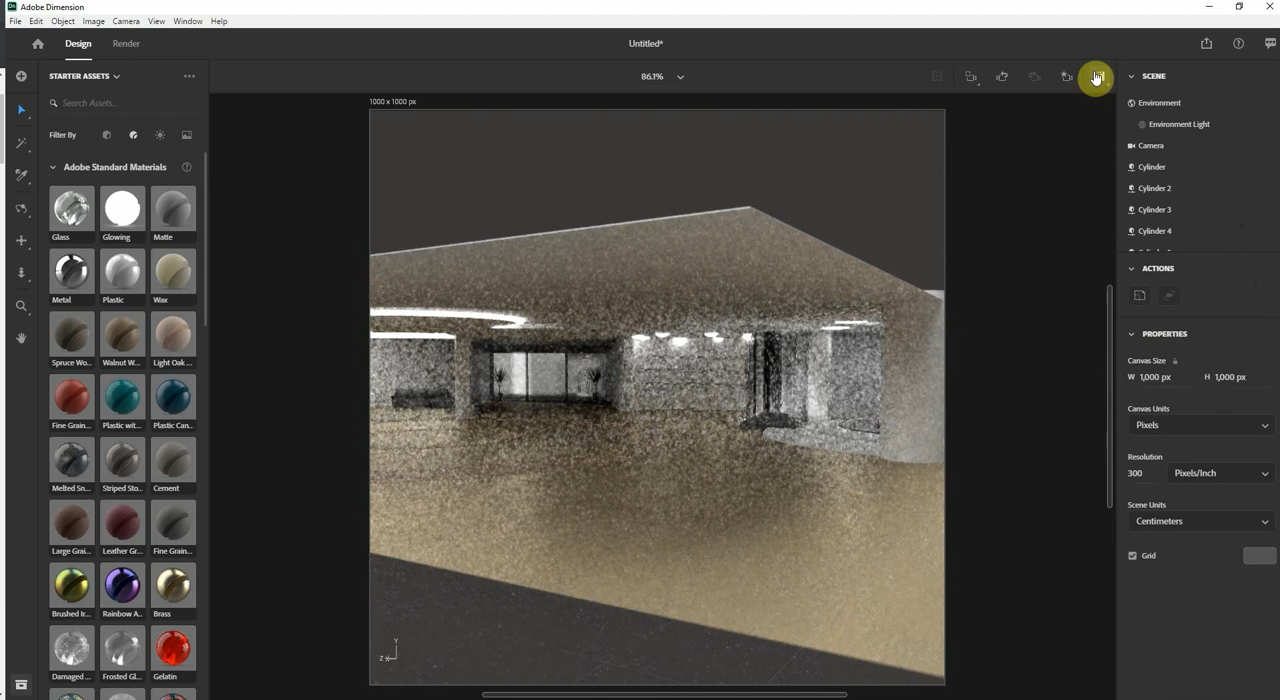 Adobe Dimension
File Edit Object Image Camera View Window Help
Design Render Untitled*
STARTER ASSETS
86.1%
SCENE
Search Assets...
1000 x 1000 px
Environment
Environment Light
Filter By
Camera
Adobe Standard Materials
Cylinder
Cylinder 2
Cylinder 3
Cylinder 4
Glass Glowing Matte
ACTIONS
Metal Plastic Wax
PROPERTIES
Spruce Wo... Walnut W... Light Oak ...
Canvas Size
W 1,000 px H 1,000 px
Canvas Units
Pixels
Fine Grain... Plastic wit... Plastic Can...
Resolution
300 Pixels/Inch
Melted Sn... Striped Sto... Cement
Scene Units
Centimeters
Large Grai... Leather Gr... Fine Grain...
Grid
Brushed Ir... Rainbow A... Brass
Y
Z X
Damaged ... Frosted Gl... Gelatin